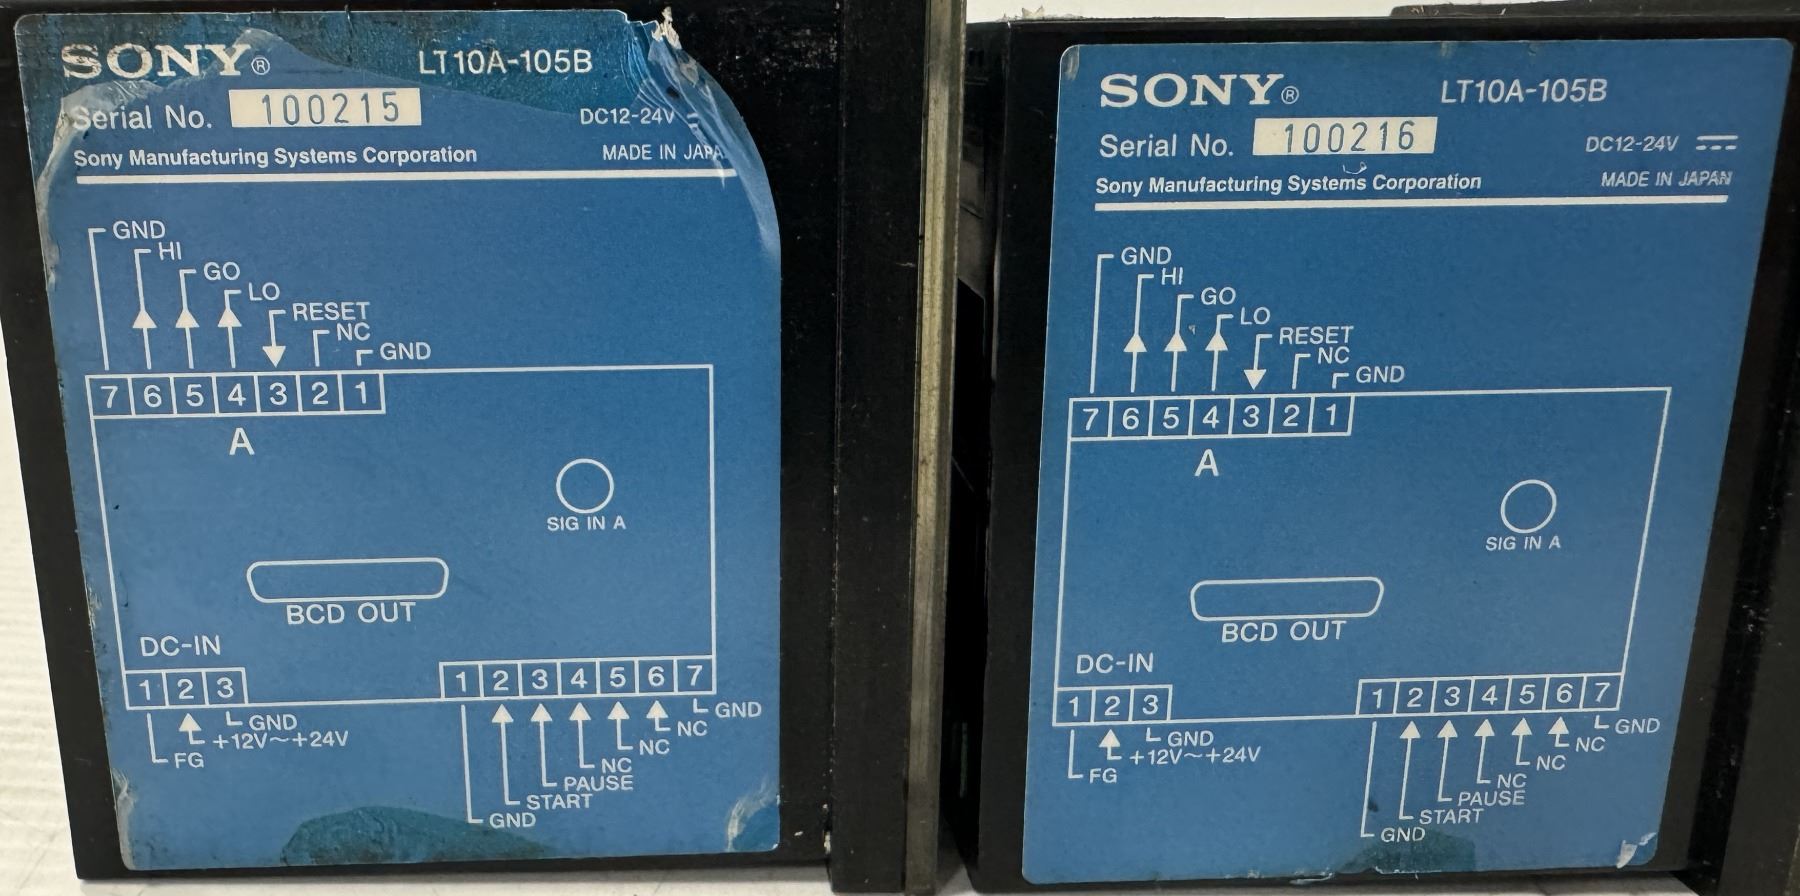 SONY® LT10A-105B
Serial No. 100215 DC12-24V
Sony Manufacturing Systems Corporation MADE IN JAPA
GND
HI
GO
LO
RESET
NC
GND
7 6 5 4 3 2 1
A
SIG IN A
BCD OUT
DC-IN
1 2 3
1 2 3 4 5 6 7
GND
+12V~+24V
FG
GND
NC
NC
NC
PAUSE
START
GND
SONY® LT10A-105B
Serial No. 100216 DC12-24V
Sony Manufacturing Systems Corporation MADE IN JAPAN
GND
HI
GO
LO
RESET
NC
GND
7 6 5 4 3 2 1
A
SIG IN A
BCD OUT
DC-IN
1 2 3
1 2 3 4 5 6 7
GND
+12V~+24V
FG
GND
NC
NC
NC
PAUSE
START
GND